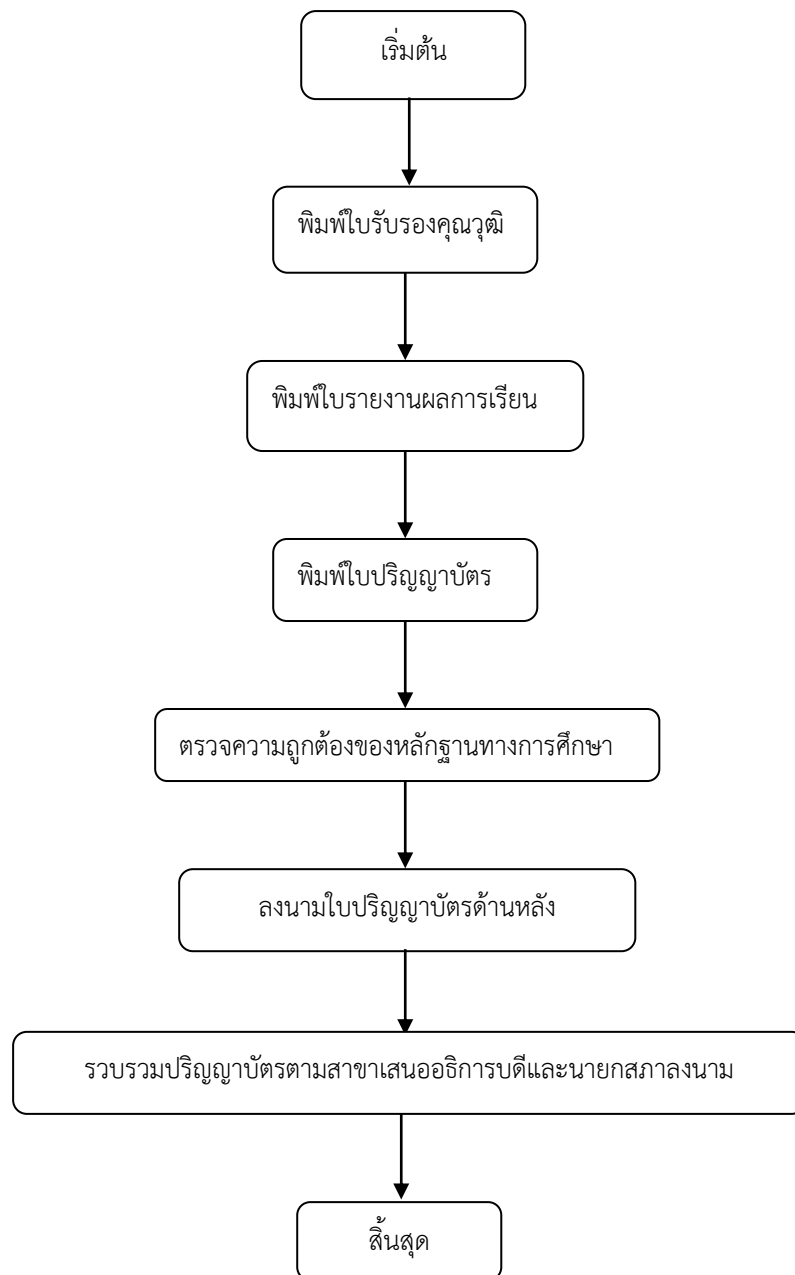 เริ่มต้น
พิมพ์ใบรับรองคุณวุฒิ
พิมพ์ใบรายงานผลการเรียน
พิมพ์ใบปริญญาบัตร
ตรวจความถูกต้องของหลักฐานทางการศึกษา
ลงนามใบปริญญาบัตรด้านหลัง
รวบรวมปริญญาบัตรตามสาขาเสนออธิการบดีและนายกสภาลงนาม
สิ้นสุด